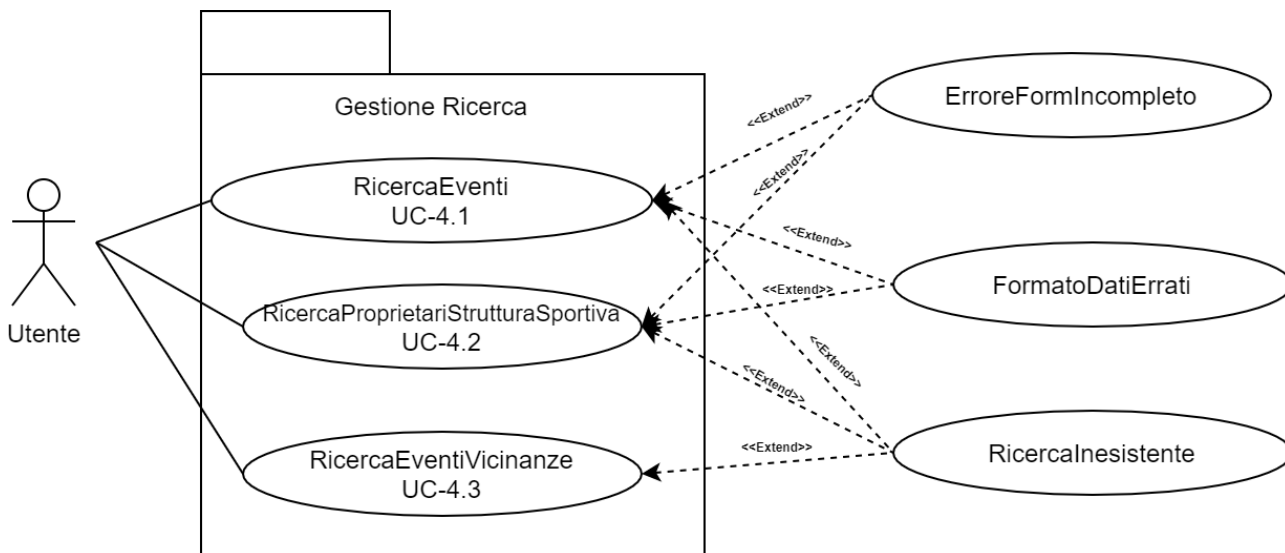 Gestione Ricerca
RicercaEventi
UC-4.1
RicercaProprietariStrutturaSportiva
UC-4.2
RicercaEventiVicinanze
UC-4.3
Utente
<<Extend>>
<<Extend>>
<<Extend>>
<<Extend>>
<<Extend>>
<<Extend>>
<<Extend>>
ErroreFormIncompleto
FormatoDatiErrati
RicercaInesistente